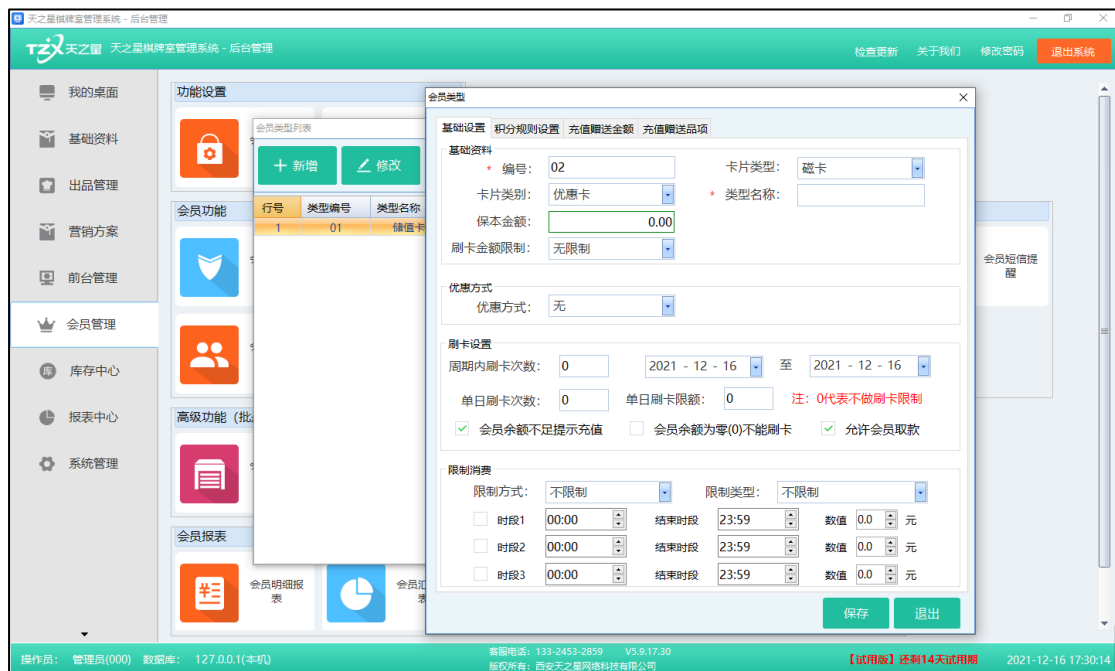 天之星棋牌室管理系统 - 后台管理
TZX天之星 天之星棋牌室管理系统 - 后台管理
检查更新 关于我们 修改密码 退出系统
我的桌面
基础资料
出品管理
营销方案
前台管理
会员管理
库 库存中心
报表中心
系统管理
功能设置
会员功能
会员短信提
醒
高级功能（批
会员报表
会员明细报
表
会员汇
会员类型列表
新增 修改
行号 类型编号 类型名称
1 01 储值卡
会员类型
基础设置 积分规则设置 充值赠送金额 充值赠送品项
基础资料
* 编号： 02 卡片类型： 磁卡
卡片类别： 优惠卡 * 类型名称：
保本金额： 0.00
刷卡金额限制： 无限制
优惠方式
优惠方式： 无
刷卡设置
周期内刷卡次数： 0 2021 - 12 - 16 至 2021 - 12 - 16
单日刷卡次数： 0 单日刷卡限额： 0 注：0代表不做刷卡限制
会员余额不足提示充值 会员余额为零(0)不能刷卡 允许会员取款
限制消费
限制方式： 不限制 限制类型： 不限制
时段1 00:00 结束时段 23:59 数值 0.0 元
时段2 00:00 结束时段 23:59 数值 0.0 元
时段3 00:00 结束时段 23:59 数值 0.0 元
保存 退出
操作员： 管理员(000) 数据库： 127.0.0.1(本机)
客服电话：133-2453-2859 V5.9.17.30
版权所有：西安天之星网络科技有限公司
【试用版】还剩14天试用期 2021-12-16 17:30:14